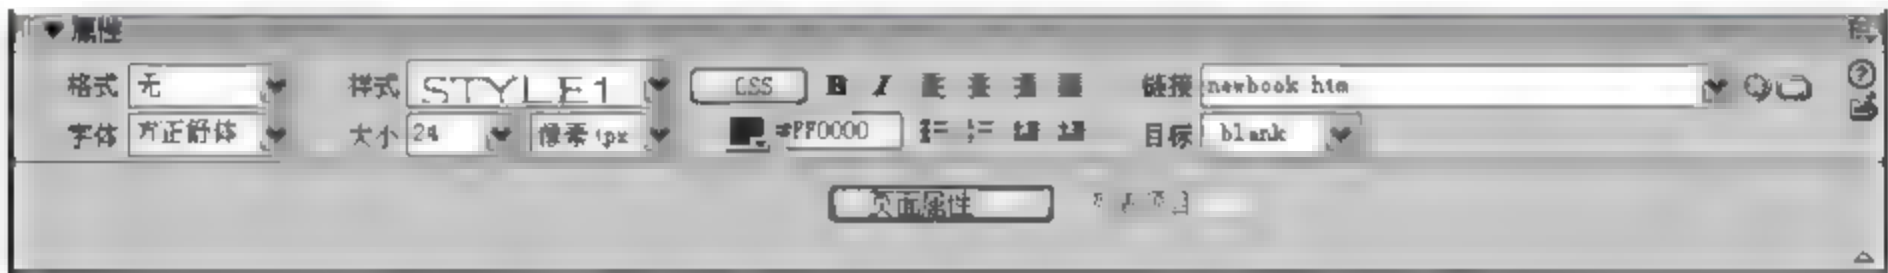 属性
格式 无 样式 STYLE1 CSS B I 链接 newbook htm
字体 方正舒体 大小 24 像素(px #FF0000 目标 blank
页面属性